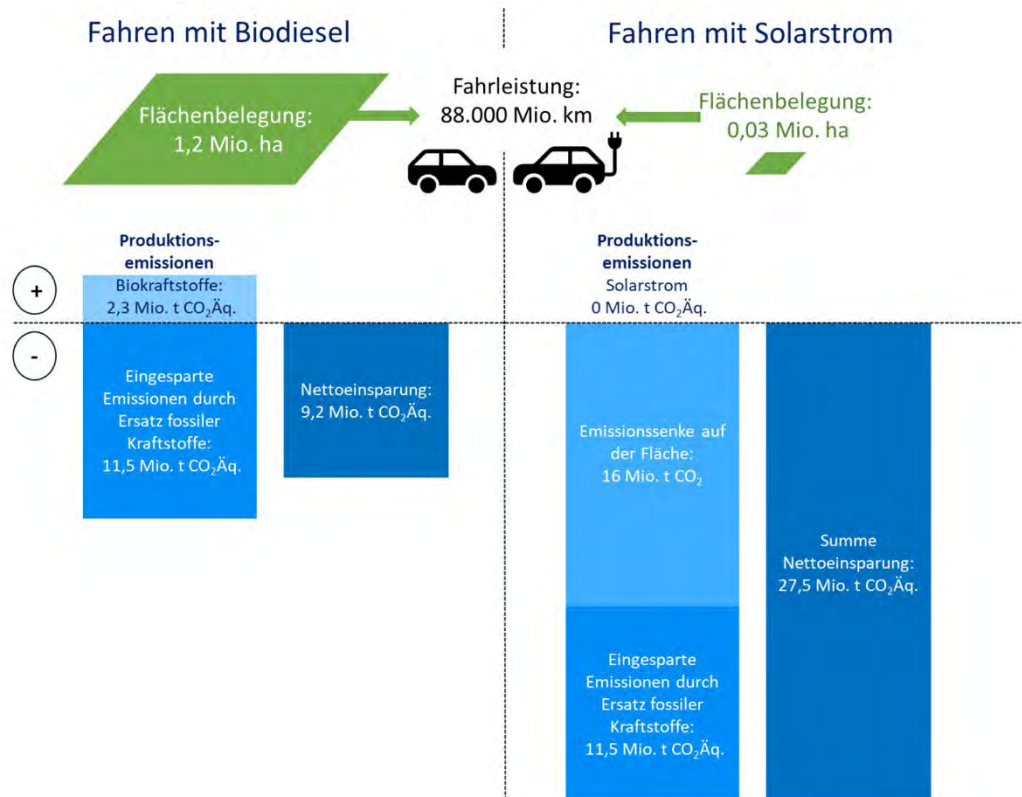 Fahren mit Biodiesel
Fahren mit Solarstrom
Flächenbelegung:
1,2 Mio. ha
Fahrleistung:
88.000 Mio. km
Flächenbelegung:
0,03 Mio. ha
Produktions-
emissionen
Biokraftstoffe:
2,3 Mio. t CO₂Äq.
Produktions-
emissionen
Solarstrom
0 Mio. t CO₂Äq.
+
-
Eingesparte
Emissionen durch
Ersatz fossiler
Kraftstoffe:
11,5 Mio. t CO₂Äq.
Nettoeinsparung:
9,2 Mio. t CO₂Äq.
Emissionssenke auf
der Fläche:
16 Mio. t CO₂
Eingesparte
Emissionen durch
Ersatz fossiler
Kraftstoffe:
11,5 Mio. t CO₂Äq.
Summe
Nettoeinsparung:
27,5 Mio. t CO₂Äq.